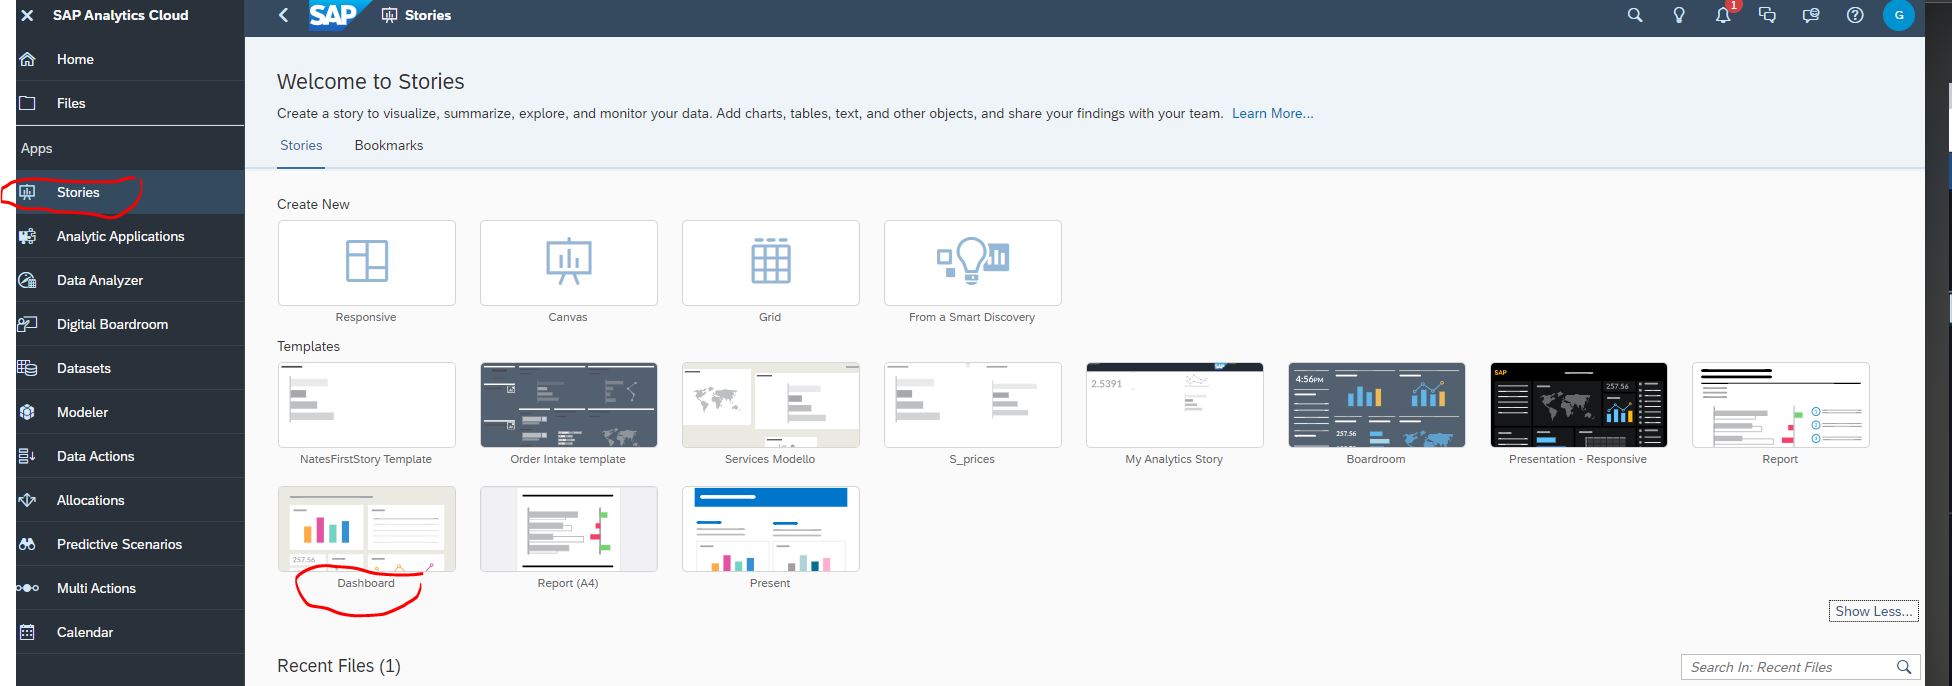 SAP Analytics Cloud
SAP
Stories
1
G
Home
Files
Apps
Stories
Analytic Applications
Data Analyzer
Digital Boardroom
Datasets
Modeler
Data Actions
Allocations
Predictive Scenarios
Multi Actions
Calendar
Welcome to Stories
Create a story to visualize, summarize, explore, and monitor your data. Add charts, tables, text, and other objects, and share your findings with your team. Learn More...
Stories Bookmarks
Create New
Responsive Canvas Grid From a Smart Discovery
Templates
2.5391
4:56PM
257.56
SAP
257.56
NatesFirstStory Template Order Intake template Services Modello S_prices My Analytics Story Boardroom Presentation - Responsive Report
257.56
Dashboard Report (A4) Present
Show Less...
Recent Files (1)
Search In: Recent Files